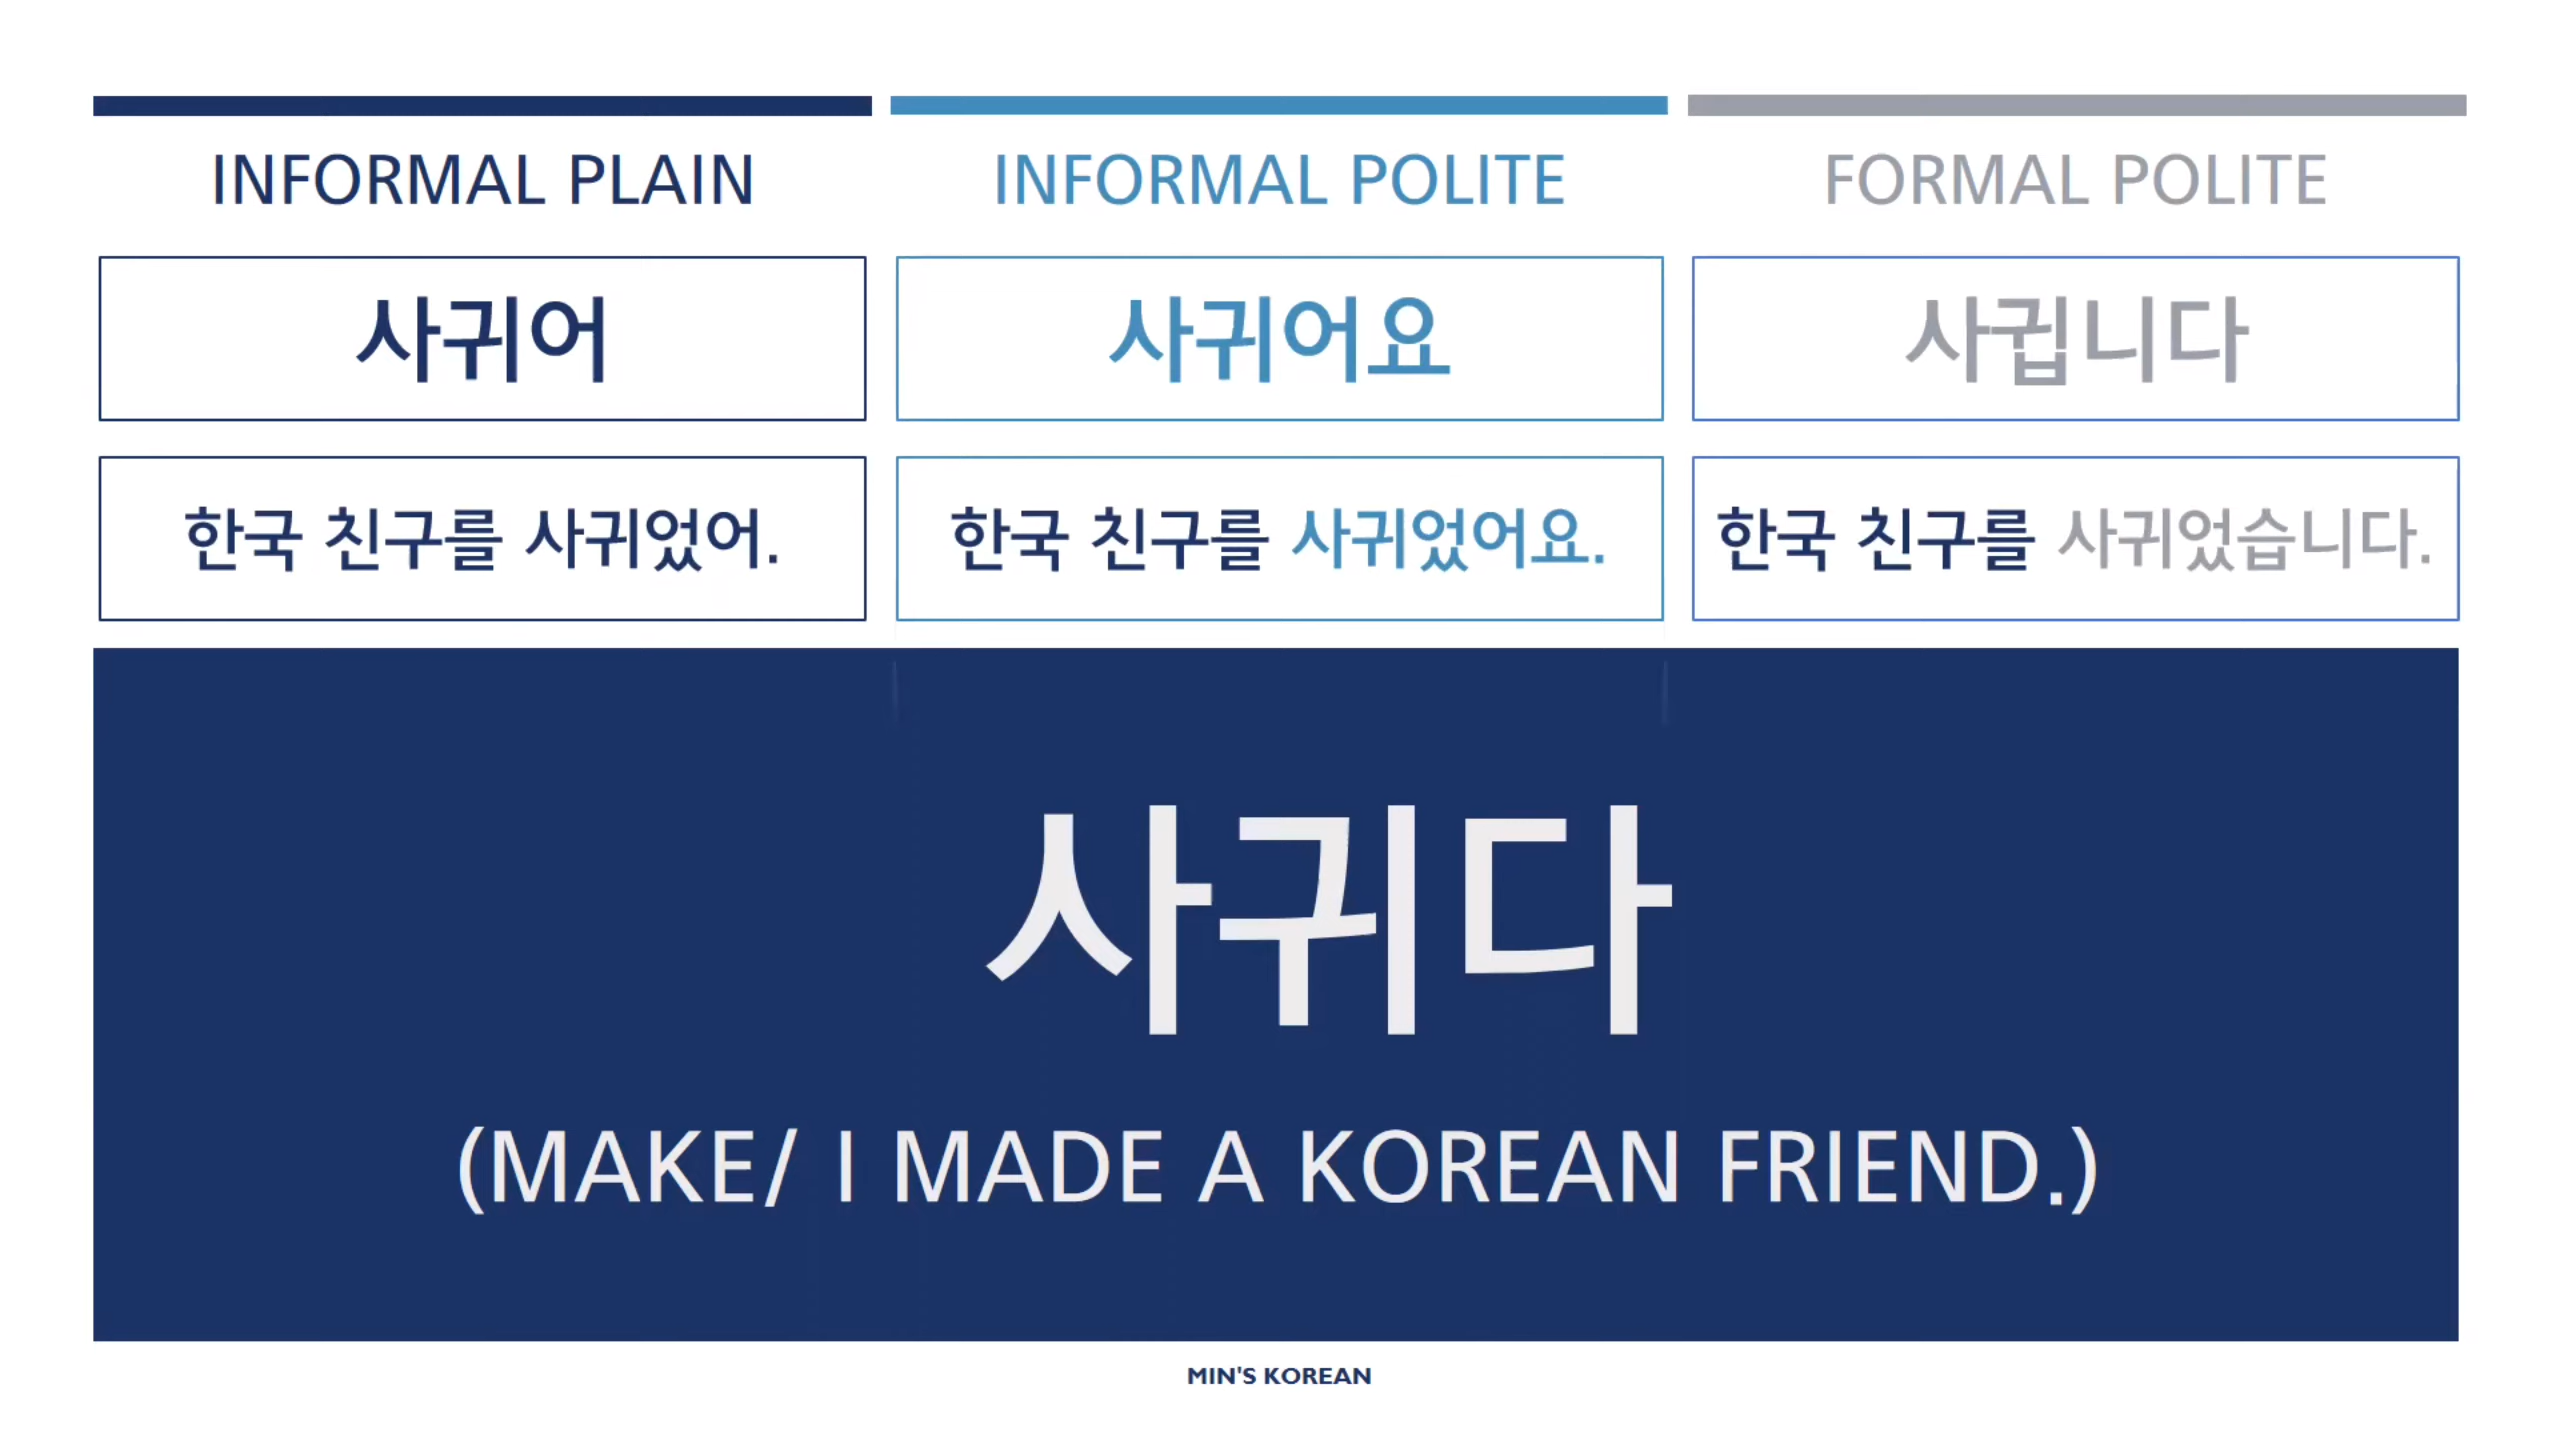 INFORMAL PLAIN
INFORMAL POLITE
FORMAL POLITE
사귀어
사귀어요
사귑니다
한국 친구를 사귀었어.
한국 친구를 사귀었어요.
한국 친구를 사귀었습니다.
사귀다
(MAKE/ I MADE A KOREAN FRIEND.)
MIN'S KOREAN